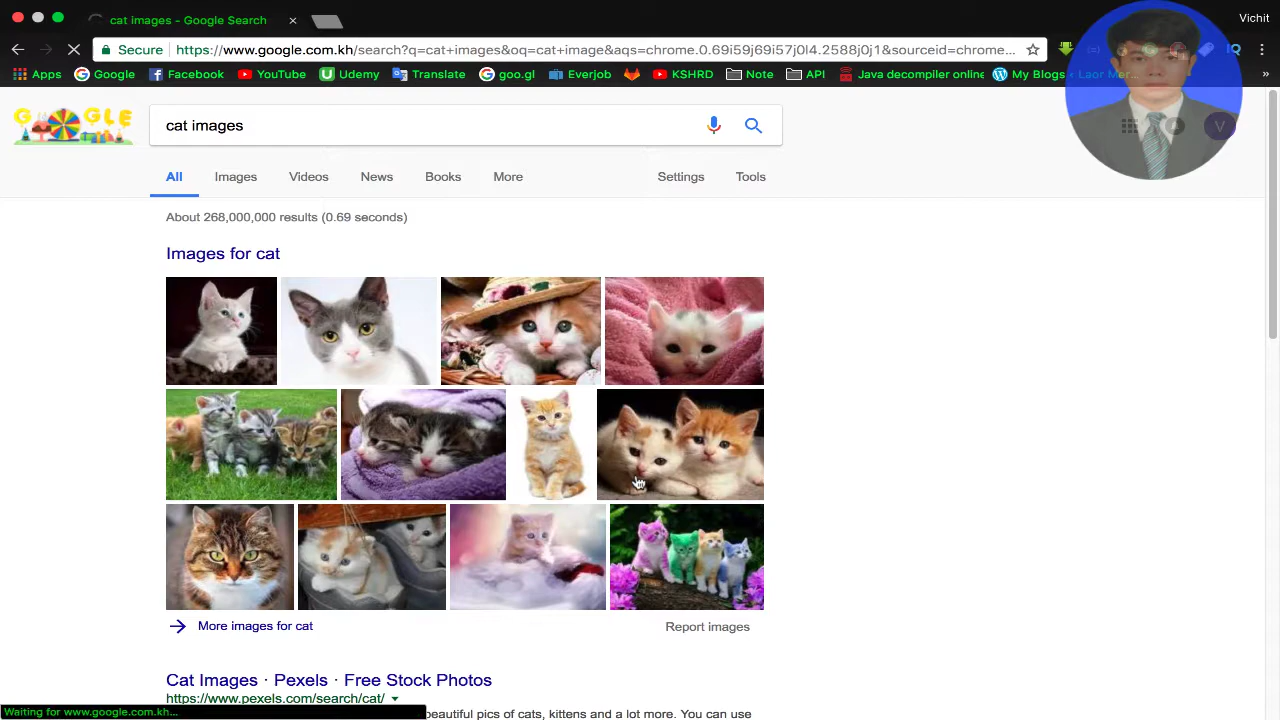 cat images - Google Search
Vichit
Secure https://www.google.com.kh/search?q=cat+images&oq=cat+image&aqs=chrome.0.69i59j69i57j0l4.2588j0j1&sourceid=chrome...
Apps Google Facebook YouTube Udemy Translate goo.gl Everjob KSHRD Note API Java decompiler online My Blogs ‹ Laor Mer... »
GOOGLE
cat images
V
All Images Videos News Books More Settings Tools
About 268,000,000 results (0.69 seconds)
Images for cat
More images for cat
Report images
Cat Images · Pexels · Free Stock Photos
https://www.pexels.com/search/cat/
Waiting for www.google.com.kh...
beautiful pics of cats, kittens and a lot more. You can use